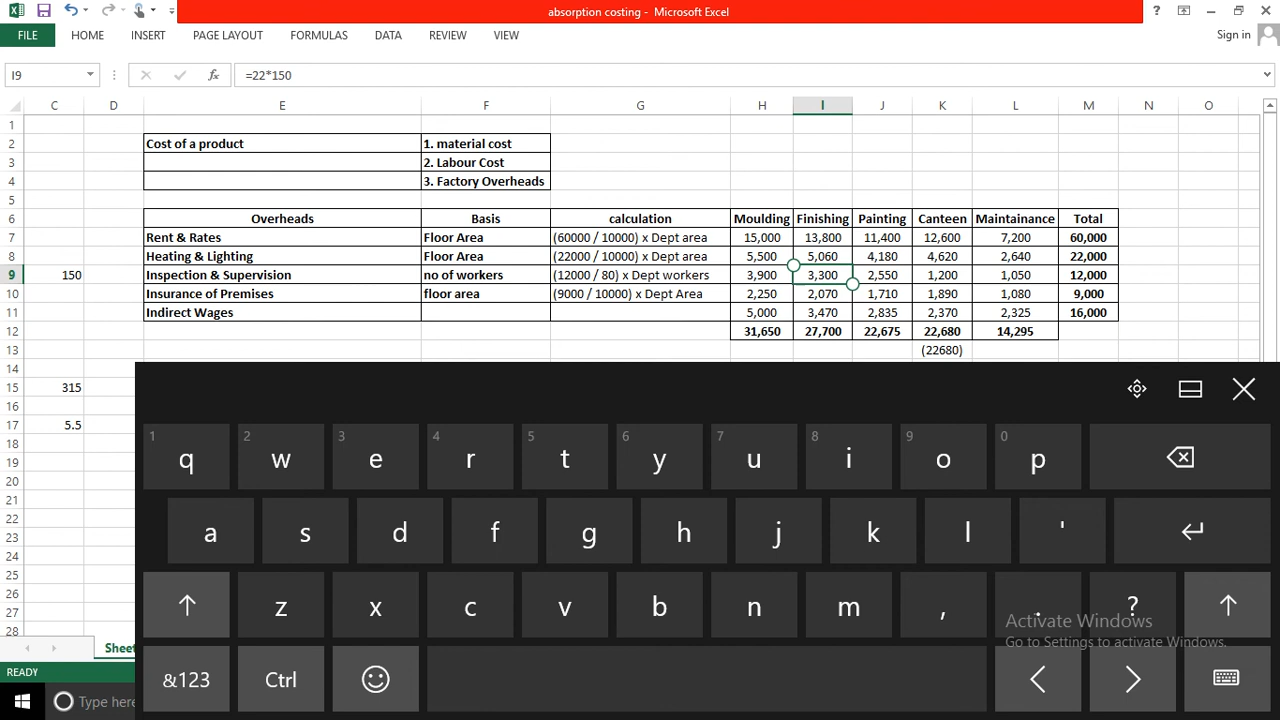 absorption costing - Microsoft Excel
?
FILE HOME INSERT PAGE LAYOUT FORMULAS DATA REVIEW VIEW Sign in
I9 fx =22*150
C D E F G H I J K L M N O
1
2 Cost of a product 1. material cost
3 2. Labour Cost
4 3. Factory Overheads
5
6 Overheads Basis calculation Moulding Finishing Painting Canteen Maintainance Total
7 Rent & Rates Floor Area (60000 / 10000) x Dept area 15,000 13,800 11,400 12,600 7,200 60,000
8 Heating & Lighting Floor Area (22000 / 10000) x Dept area 5,500 5,060 4,180 4,620 2,640 22,000
9 150 Inspection & Supervision no of workers (12000 / 80) x Dept workers 3,900 3,300 2,550 1,200 1,050 12,000
10 Insurance of Premises floor area (9000 / 10000) x Dept Area 2,250 2,070 1,710 1,890 1,080 9,000
11 Indirect Wages 5,000 3,470 2,835 2,370 2,325 16,000
12 31,650 27,700 22,675 22,680 14,295
13 (22680)
14
15 315
16
17 5.5
18
19
20
21
22
23
24
25
26
27
28
1 q 2 w 3 e 4 r 5 t 6 y 7 u 8 i 9 o 0 p
a s d f g h j k l '
z x c v b n m , . ?
&123 Ctrl
Activate Windows
Go to Settings to activate Windows.
Sheet
READY
Type here